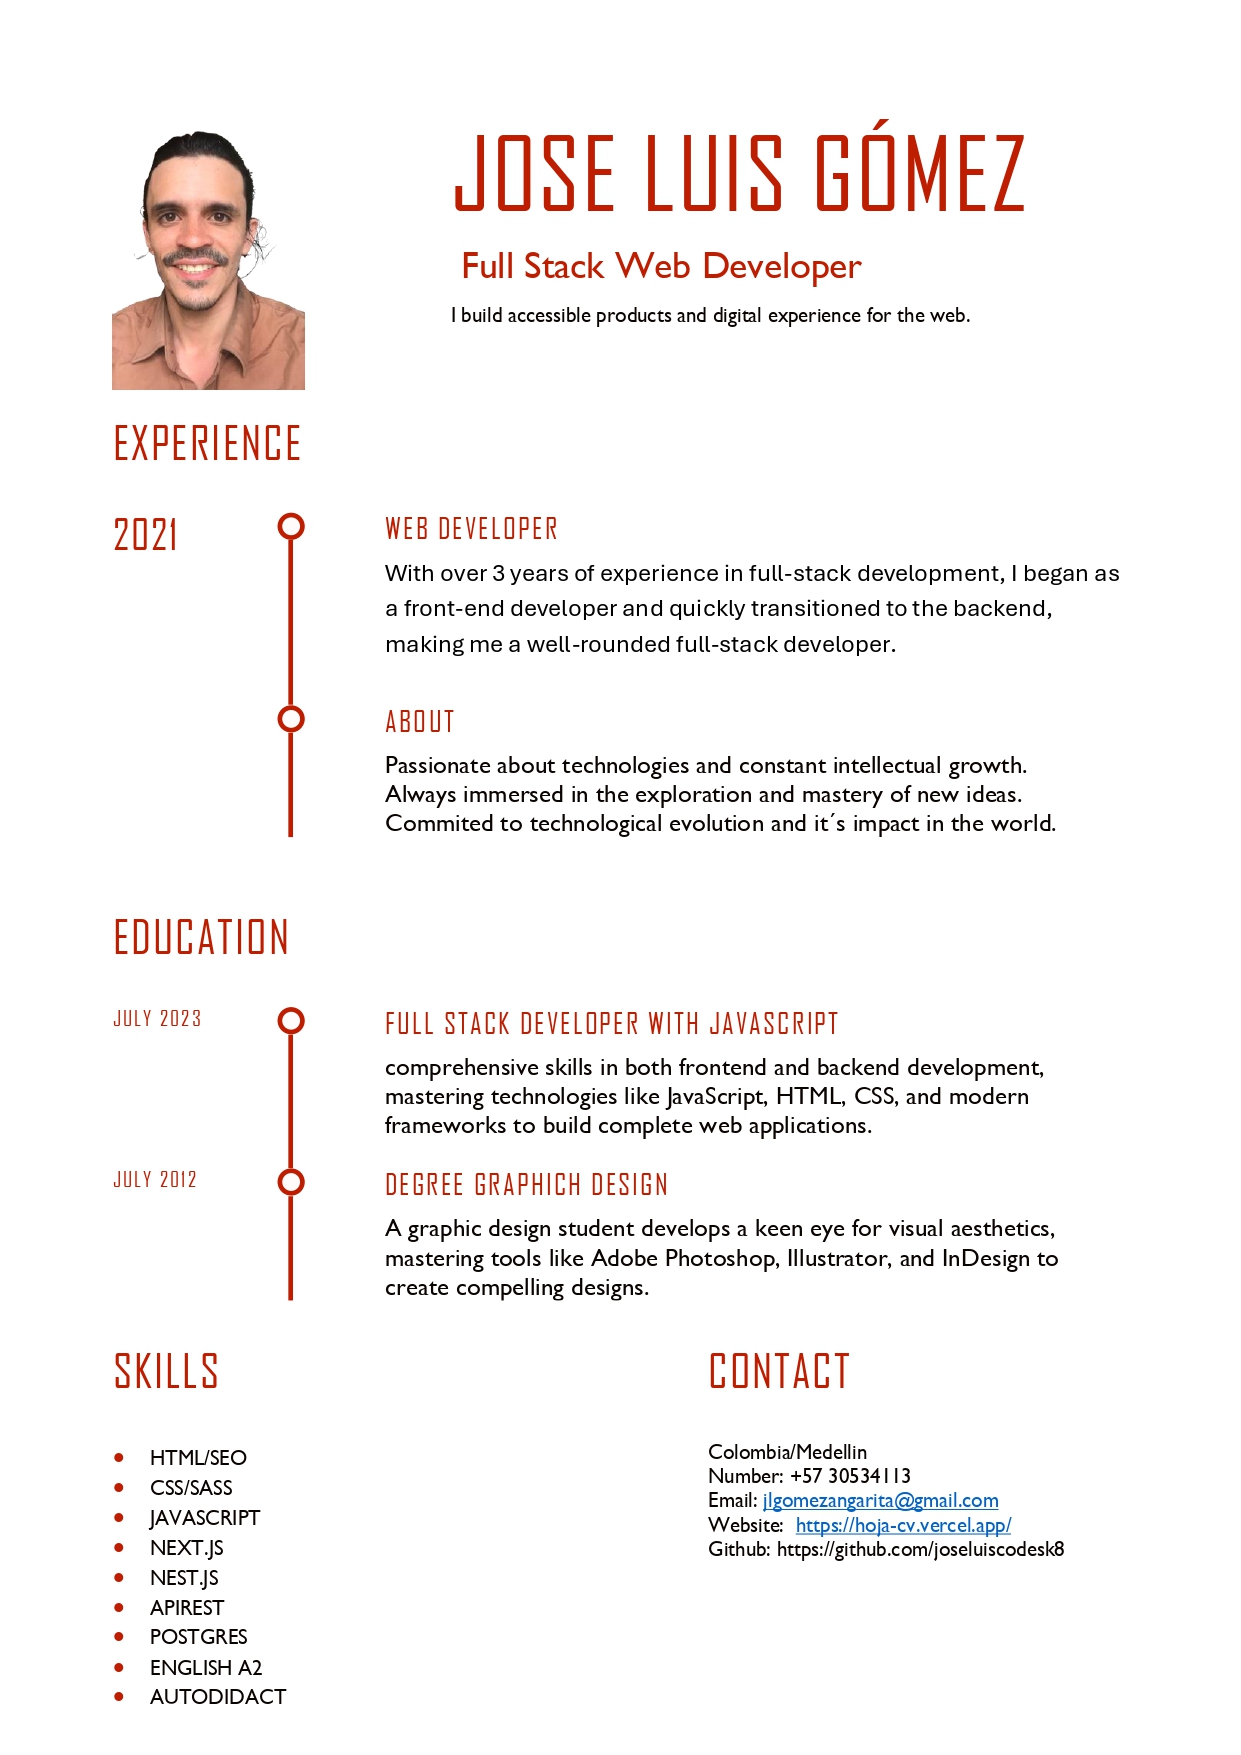 JOSE LUIS GÓMEZ
Full Stack Web Developer
I build accessible products and digital experience for the web.
EXPERIENCE
2021
WEB DEVELOPER
With over 3 years of experience in full-stack development, I began as
a front-end developer and quickly transitioned to the backend,
making me a well-rounded full-stack developer.
ABOUT
Passionate about technologies and constant intellectual growth.
Always immersed in the exploration and mastery of new ideas.
Commited to technological evolution and it´s impact in the world.
EDUCATION
JULY 2023
FULL STACK DEVELOPER WITH JAVASCRIPT
comprehensive skills in both frontend and backend development,
mastering technologies like JavaScript, HTML, CSS, and modern
frameworks to build complete web applications.
JULY 2012
DEGREE GRAPHICH DESIGN
A graphic design student develops a keen eye for visual aesthetics,
mastering tools like Adobe Photoshop, Illustrator, and InDesign to
create compelling designs.
SKILLS
• HTML/SEO
• CSS/SASS
• JAVASCRIPT
• NEXT.JS
• NEST.JS
• APIREST
• POSTGRES
• ENGLISH A2
• AUTODIDACT
CONTACT
Colombia/Medellin
Number: +57 30534113
Email: jlgomezangarita@gmail.com
Website: https://hoja-cv.vercel.app/
Github: https://github.com/joseluiscodesk8